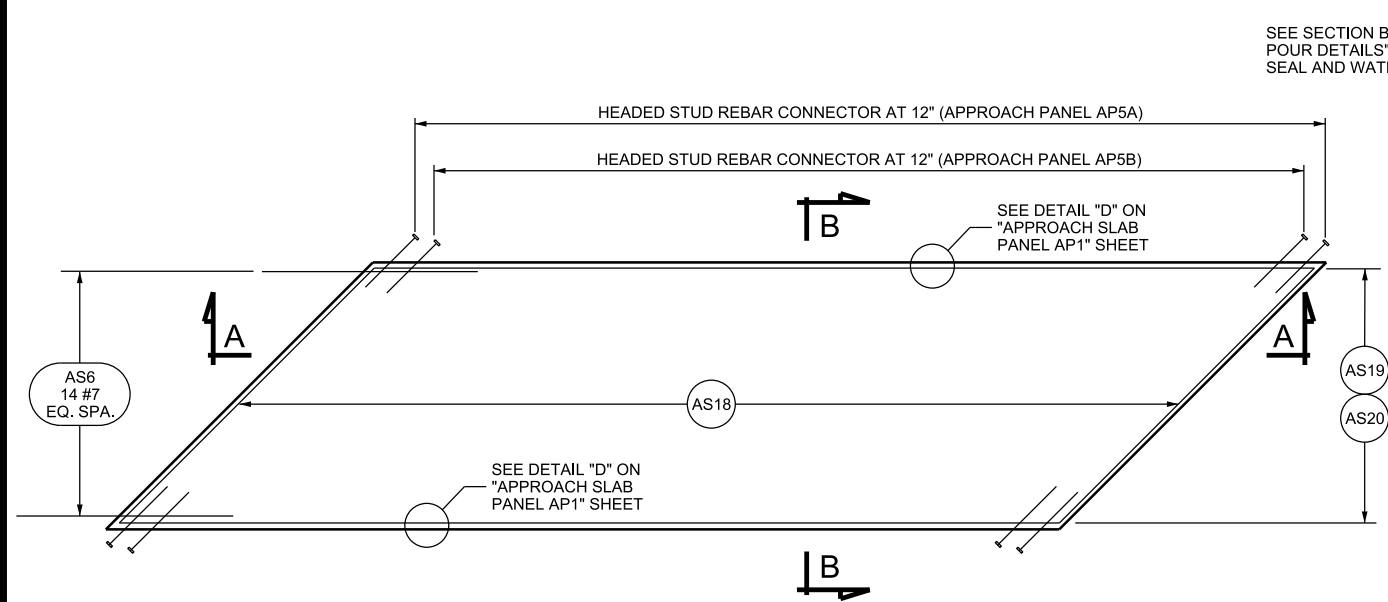 SEE SECTION B
POUR DETAILS"
SEAL AND
HEADED STUD REBAR CONNECTOR AT 12" (APPROACH PANEL AP5A)
HEADED STUD REBAR CONNECTOR AT 12" (APPROACH PANEL AP5B)
B
SEE DETAIL "D" ON
"APPROACH SLAB
PANEL AP1" SHEET
A
A
AS6
14 #7
EQ. SPA.
AS18
AS19
AS20
SEE DETAIL "D" ON
"APPROACH SLAB
PANEL AP1" SHEET
B